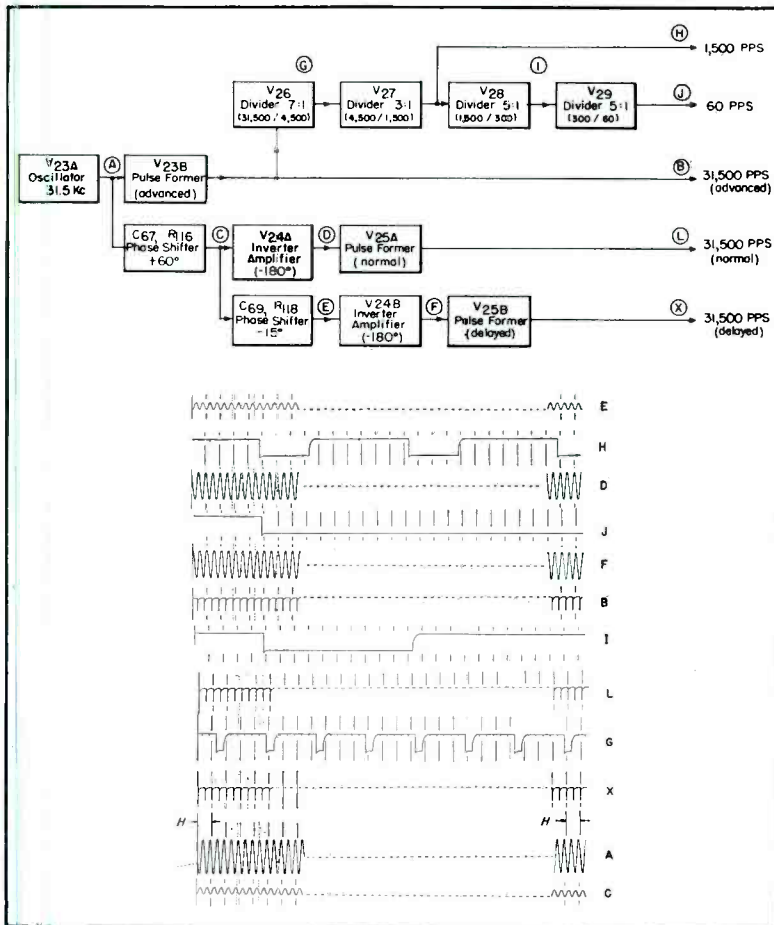 H
1,500 PPS
G
I
V26
Divider 7:1
(31,500 / 4,500)
V27
Divider 3:1
(4,500 / 1,500)
V28
Divider 5:1
(1,500 / 300)
V29
Divider 5:1
(300 / 60)
J
60 PPS
V23A
Oscillator
31.5 Kc
A
V23B
Pulse Former
(advanced)
B
31,500 PPS
(advanced)
C67, R116
Phase Shifter
+60°
C
V24A
Inverter
Amplifier
(-180°)
D
V25A
Pulse Former
(normal)
L
31,500 PPS
(normal)
C69, R118
Phase Shifter
-15°
E
V24B
Inverter
Amplifier
(-180°)
F
V25B
Pulse Former
(delayed)
X
31,500 PPS
(delayed)
E
H
D
J
F
B
I
L
G
X
H H
A
C